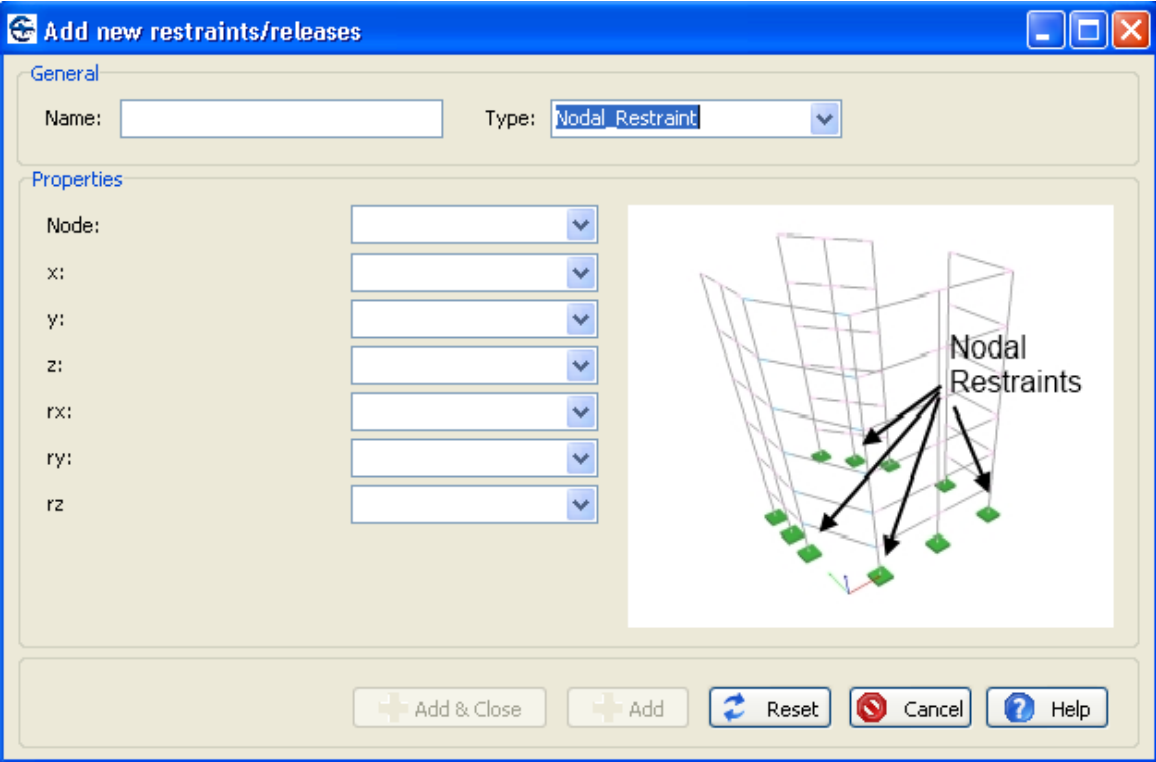 Add new restraints/releases
General
Name:
Type: Nodal_Restraint
Properties
Node:
x:
y:
z:
rx:
ry:
rz
Nodal
Restraints
Add & Close
Add
Reset
Cancel
Help